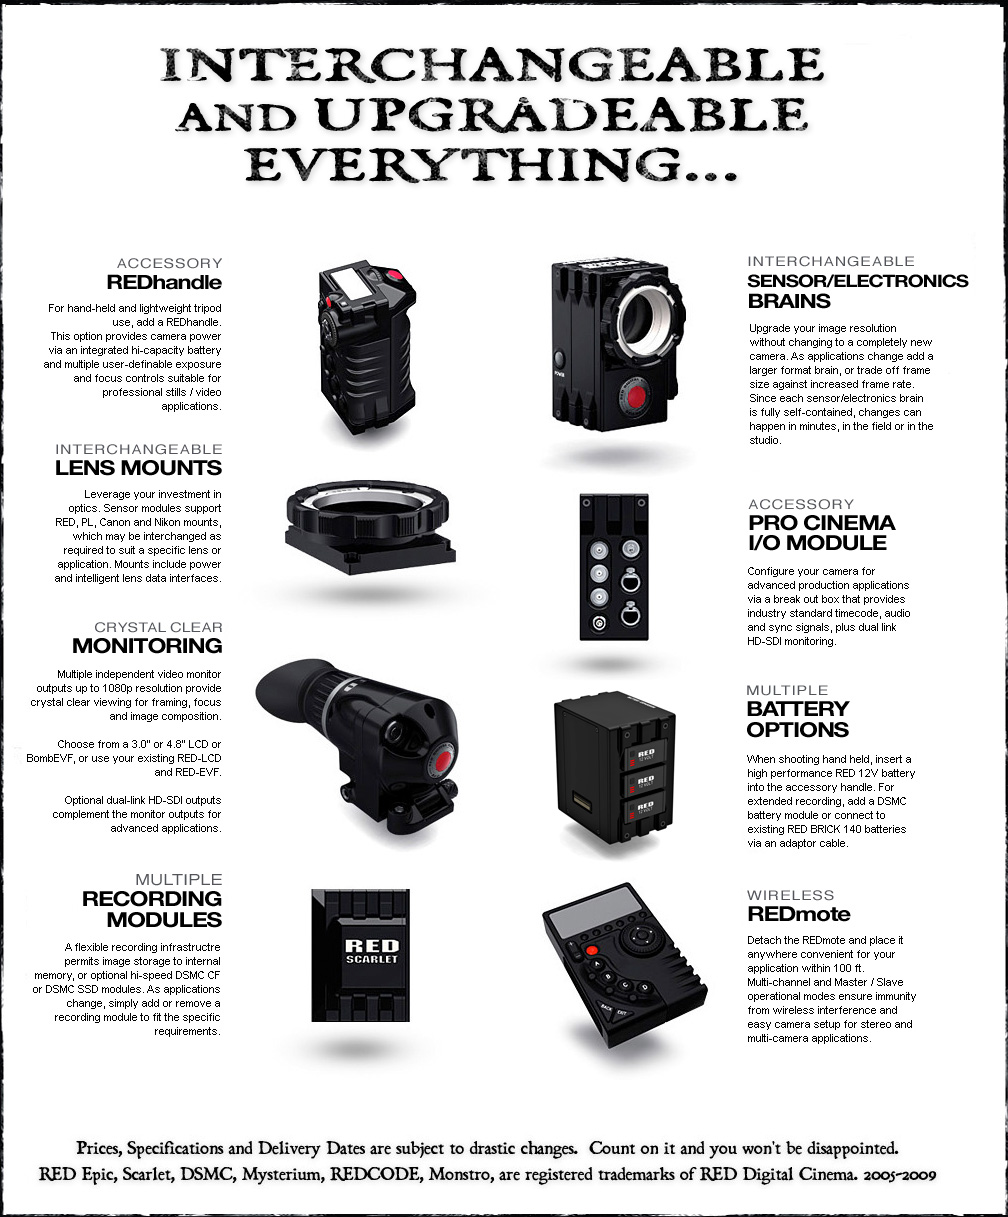 INTERCHANGEABLE
AND UPGRADEABLE
EVERYTHING...
ACCESSORY
REDhandle
For hand-held and lightweight tripod
use, add a REDhandle.
This option provides camera power
via an integrated hi-capacity battery
and multiple user-definable exposure
and focus controls suitable for
professional stills / video
applications.
INTERCHANGEABLE
LENS MOUNTS
Leverage your investment in
optics. Sensor modules support
RED, PL, Canon and Nikon mounts,
which may be interchanged as
required to suit a specific lens or
application. Mounts include power
and intelligent lens data interfaces.
CRYSTAL CLEAR
MONITORING
Multiple independent video monitor
outputs up to 1080p resolution provide
crystal clear viewing for framing, focus
and image composition.
Choose from a 3.0" or 4.8" LCD or
BombEVF, or use your existing RED-LCD
and RED-EVF.
Optional dual-link HD-SDI outputs
complement the monitor outputs for
advanced applications.
MULTIPLE
RECORDING
MODULES
A flexible recording infrastructre
permits image storage to internal
memory, or optional hi-speed DSMC CF
or DSMC SSD modules. As applications
change, simply add or remove a
recording module to fit the specific
requirements.
RED
SCARLET
INTERCHANGEABLE
SENSOR/ELECTRONICS
BRAINS
Upgrade your image resolution
without changing to a completely new
camera. As applications change add a
larger format brain, or trade off frame
size against increased frame rate.
Since each sensor/electronics brain
is fully self-contained, changes can
happen in minutes, in the field or in the
studio.
POWER
ACCESSORY
PRO CINEMA
I/O MODULE
Configure your camera for
advanced production applications
via a break out box that provides
industry standard timecode, audio
and sync signals, plus dual link
HD-SDI monitoring.
MULTIPLE
BATTERY
OPTIONS
When shooting hand held, insert a
high performance RED 12V battery
into the accessory handle. For
extended recording, add a DSMC
battery module or connect to
existing RED BRICK 140 batteries
via an adaptor cable.
RED
12 VOLT
RED
12 VOLT
RED
12 VOLT
WIRELESS
REDmote
Detach the REDmote and place it
anywhere convenient for your
application within 100 ft.
Multi-channel and Master / Slave
operational modes ensure immunity
from wireless interference and
easy camera setup for stereo and
multi-camera applications.
A
B
C
D
BACK
EXIT
Prices, Specifications and Delivery Dates are subject to drastic changes. Count on it and you won't be disappointed.
RED Epic, Scarlet, DSMC, Mysterium, REDCODE, Monstro, are registered trademarks of RED Digital Cinema. 2005-2009